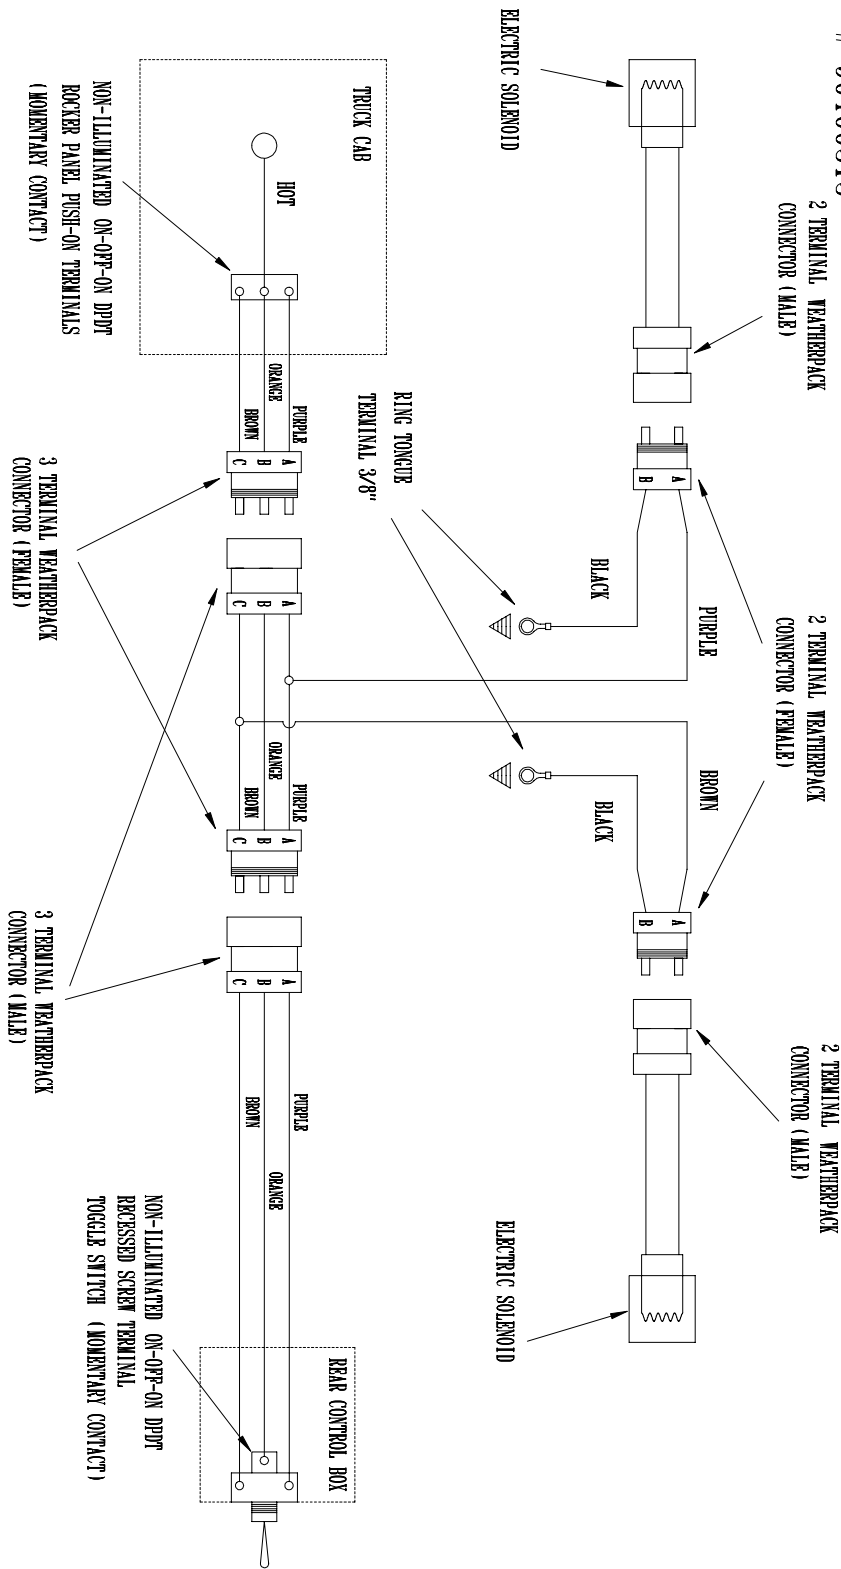 ELECTRIC SOLENOID
2 TERMINAL WEATHERPACK
CONNECTOR (MALE)
2 TERMINAL WEATHERPACK
CONNECTOR (FEMALE)
2 TERMINAL WEATHERPACK
CONNECTOR (MALE)
ELECTRIC SOLENOID
A
B
PURPLE
BLACK
BROWN
BLACK
A
B
RING TONGUE
TERMINAL 3/8"
TRUCK CAB
HOT
PURPLE
ORANGE
BROWN
A
B
C
A
B
C
PURPLE
ORANGE
BROWN
A
B
C
A
B
C
PURPLE
ORANGE
BROWN
REAR CONTROL BOX
NON-ILLUMINATED ON-OFF-ON DPDT
ROCKER PANEL PUSH-ON TERMINALS
(MOMENTARY CONTACT)
3 TERMINAL WEATHERPACK
CONNECTOR (FEMALE)
3 TERMINAL WEATHERPACK
CONNECTOR (MALE)
NON-ILLUMINATED ON-OFF-ON DPDT
RECESSED SCREW TERMINAL
TOGGLE SWITCH (MOMENTARY CONTACT)